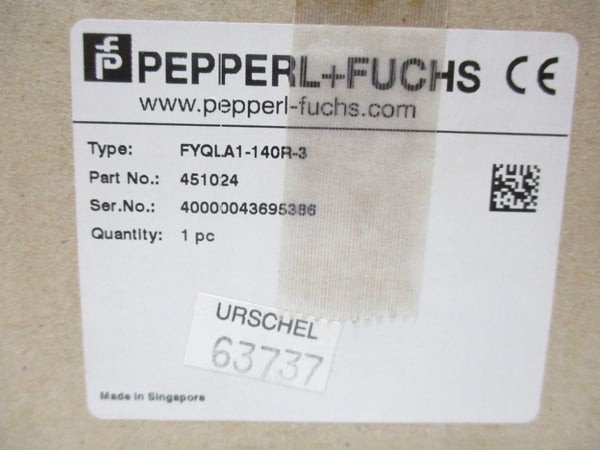 PEPPERL+FUCHS CE
www.pepperl-fuchs.com
Type: FYQLA1-140R-3
Part No.: 451024
Ser.No.: 40000043695386
Quantity: 1 pc
URSCHEL
63737
Made in Singapore